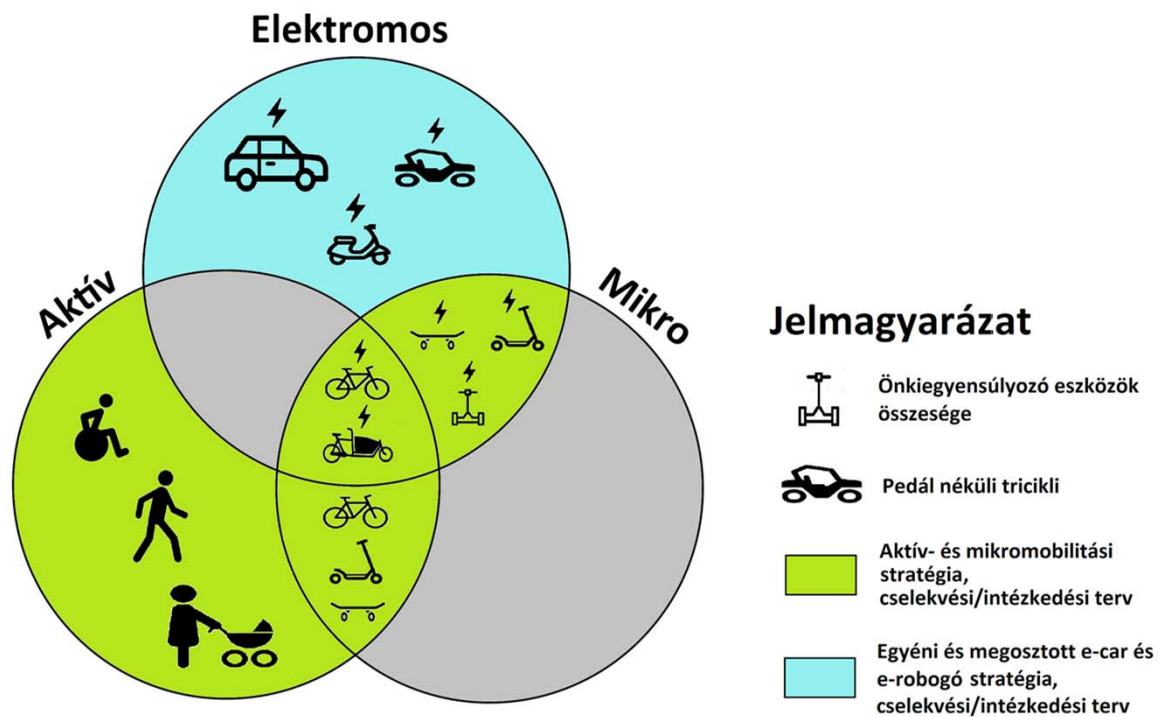 Elektromos
Aktív
Mikro
Jelmagyarázat
Önkiegyensúlyozó eszközök
összesége
Pedál néküli tricikli
Aktív- és mikromobilitási
stratégia,
cselekvési/intézkedési terv
Egyéni és megosztott e-car és
e-robogó stratégia,
cselekvési/intézkedési terv